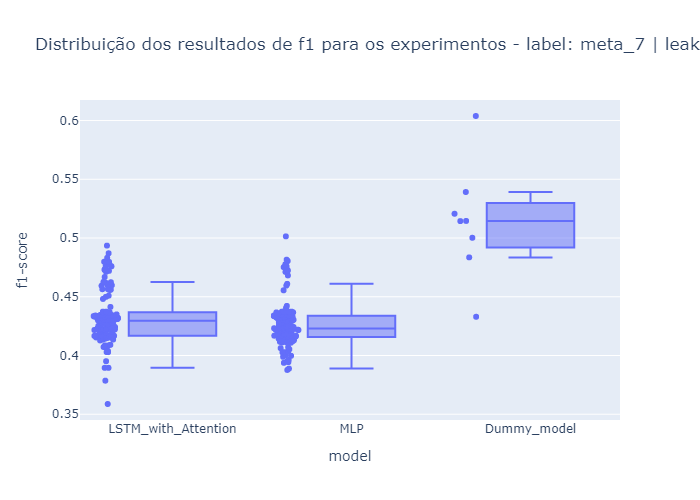 Distribuição dos resultados de f1 para os experimentos - label: meta_7 | leak
0.6
0.55
0.5
0.45
0.4
0.35
f1-score
LSTM_with_Attention
MLP
Dummy_model
model